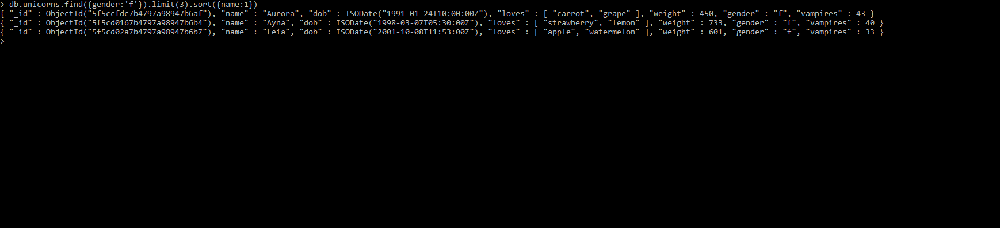 > db.unicorns.find({gender:'f'}).limit(3).sort({name:1})
{ "_id" : ObjectId("5f5ccfdc7b4797a98947b6af"), "name" : "Aurora", "dob" : ISODate("1991-01-24T10:00:00Z"), "loves" : [ "carrot", "grape" ], "weight" : 450, "gender" : "f", "vampires" : 43 }
{ "_id" : ObjectId("5f5cd0167b4797a98947b6b4"), "name" : "Ayna", "dob" : ISODate("1998-03-07T05:30:00Z"), "loves" : [ "strawberry", "lemon" ], "weight" : 733, "gender" : "f", "vampires" : 40 }
{ "_id" : ObjectId("5f5cd02a7b4797a98947b6b7"), "name" : "Leia", "dob" : ISODate("2001-10-08T11:53:00Z"), "loves" : [ "apple", "watermelon" ], "weight" : 601, "gender" : "f", "vampires" : 33 }
>